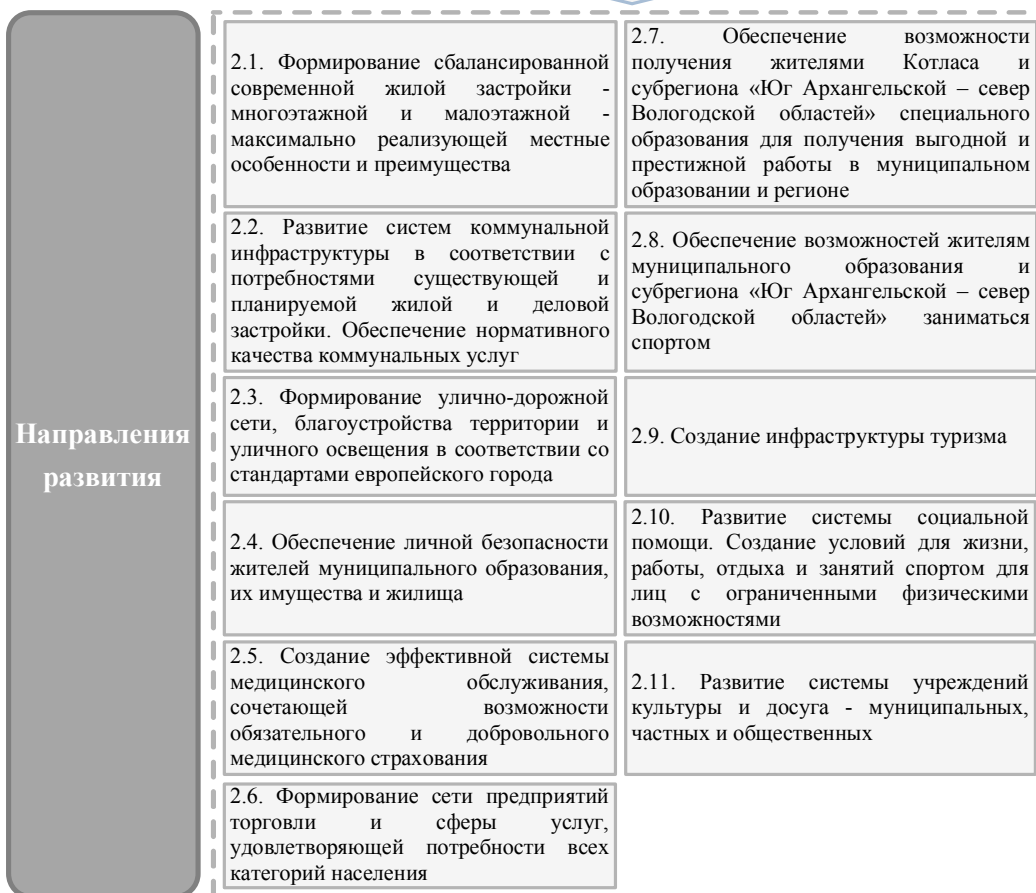 Направления
развития
2.1. Формирование сбалансированной
современной жилой застройки -
многоэтажной и малоэтажной -
максимально реализующей местные
особенности и преимущества
2.2. Развитие систем коммунальной
инфраструктуры в соответствии с
потребностями существующей и
планируемой жилой и деловой
застройки. Обеспечение нормативного
качества коммунальных услуг
2.3. Формирование улично-дорожной
сети, благоустройства территории и
уличного освещения в соответствии со
стандартами европейского города
2.4. Обеспечение личной безопасности
жителей муниципального образования,
их имущества и жилища
2.5. Создание эффективной системы
медицинского обслуживания,
сочетающей возможности
обязательного и добровольного
медицинского страхования
2.6. Формирование сети предприятий
торговли и сферы услуг,
удовлетворяющей потребности всех
категорий населения
2.7. Обеспечение возможности
получения жителями Котласа и
субрегиона «Юг Архангельской – север
Вологодской областей» специального
образования для получения выгодной и
престижной работы в муниципальном
образовании и регионе
2.8. Обеспечение возможностей жителям
муниципального образования и
субрегиона «Юг Архангельской – север
Вологодской областей» заниматься
спортом
2.9. Создание инфраструктуры туризма
2.10. Развитие системы социальной
помощи. Создание условий для жизни,
работы, отдыха и занятий спортом для
лиц с ограниченными физическими
возможностями
2.11. Развитие системы учреждений
культуры и досуга - муниципальных,
частных и общественных